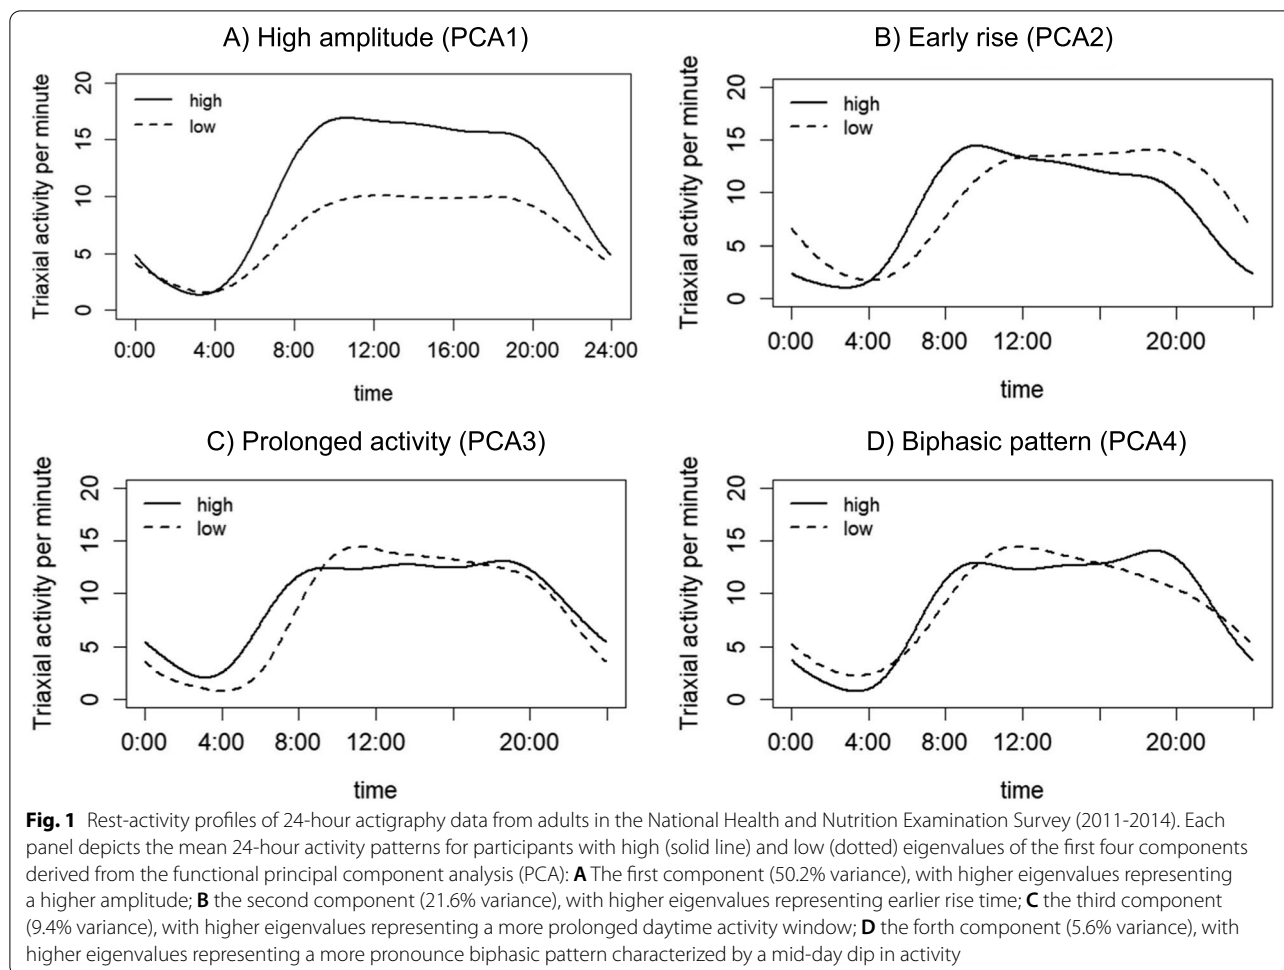 A) High amplitude (PCA1)
Triaxial activity per minute
20
15
10
5
0
high
low
0:00 4:00 8:00 12:00 16:00 20:00 24:00
time
B) Early rise (PCA2)
Triaxial activity per minute
20
15
10
5
0
high
low
0:00 4:00 12:00 20:00
time
C) Prolonged activity (PCA3)
Triaxial activity per minute
20
15
10
5
0
high
low
0:00 4:00 8:00 12:00 20:00
time
D) Biphasic pattern (PCA4)
Triaxial activity per minute
20
15
10
5
0
high
low
0:00 4:00 12:00 20:00
time
Fig. 1 Rest-activity profiles of 24-hour actigraphy data from adults in the National Health and Nutrition Examination Survey (2011-2014). Each
panel depicts the mean 24-hour activity patterns for participants with high (solid line) and low (dotted) eigenvalues of the first four components
derived from the functional principal component analysis (PCA): A The first component (50.2% variance), with higher eigenvalues representing
a higher amplitude; B the second component (21.6% variance), with higher eigenvalues representing earlier rise time; C the third component
(9.4% variance), with higher eigenvalues representing a more prolonged daytime activity window; D the forth component (5.6% variance), with
higher eigenvalues representing a more pronounce biphasic pattern characterized by a mid-day dip in activity